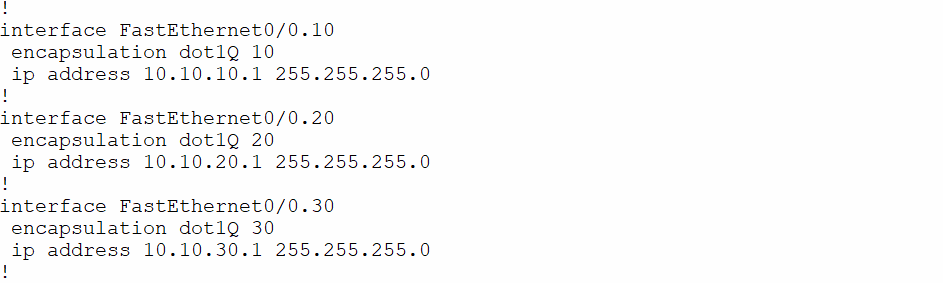 !
interface FastEthernet0/0.10
 encapsulation dot1Q 10
 ip address 10.10.10.1 255.255.255.0
!
interface FastEthernet0/0.20
 encapsulation dot1Q 20
 ip address 10.10.20.1 255.255.255.0
!
interface FastEthernet0/0.30
 encapsulation dot1Q 30
 ip address 10.10.30.1 255.255.255.0
!